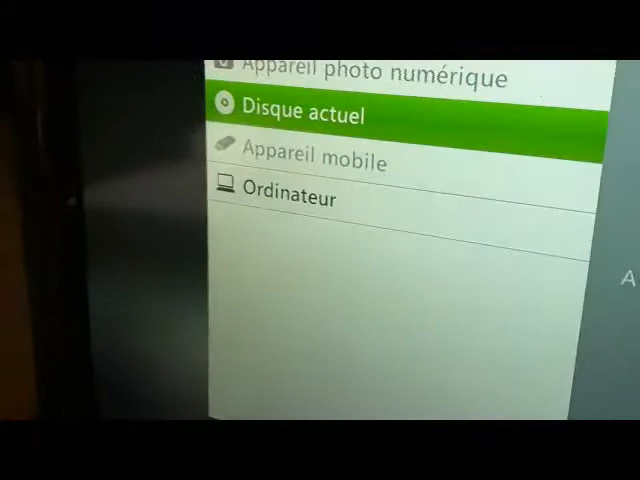 Appareil photo numérique
Disque actuel
Appareil mobile
Ordinateur
A